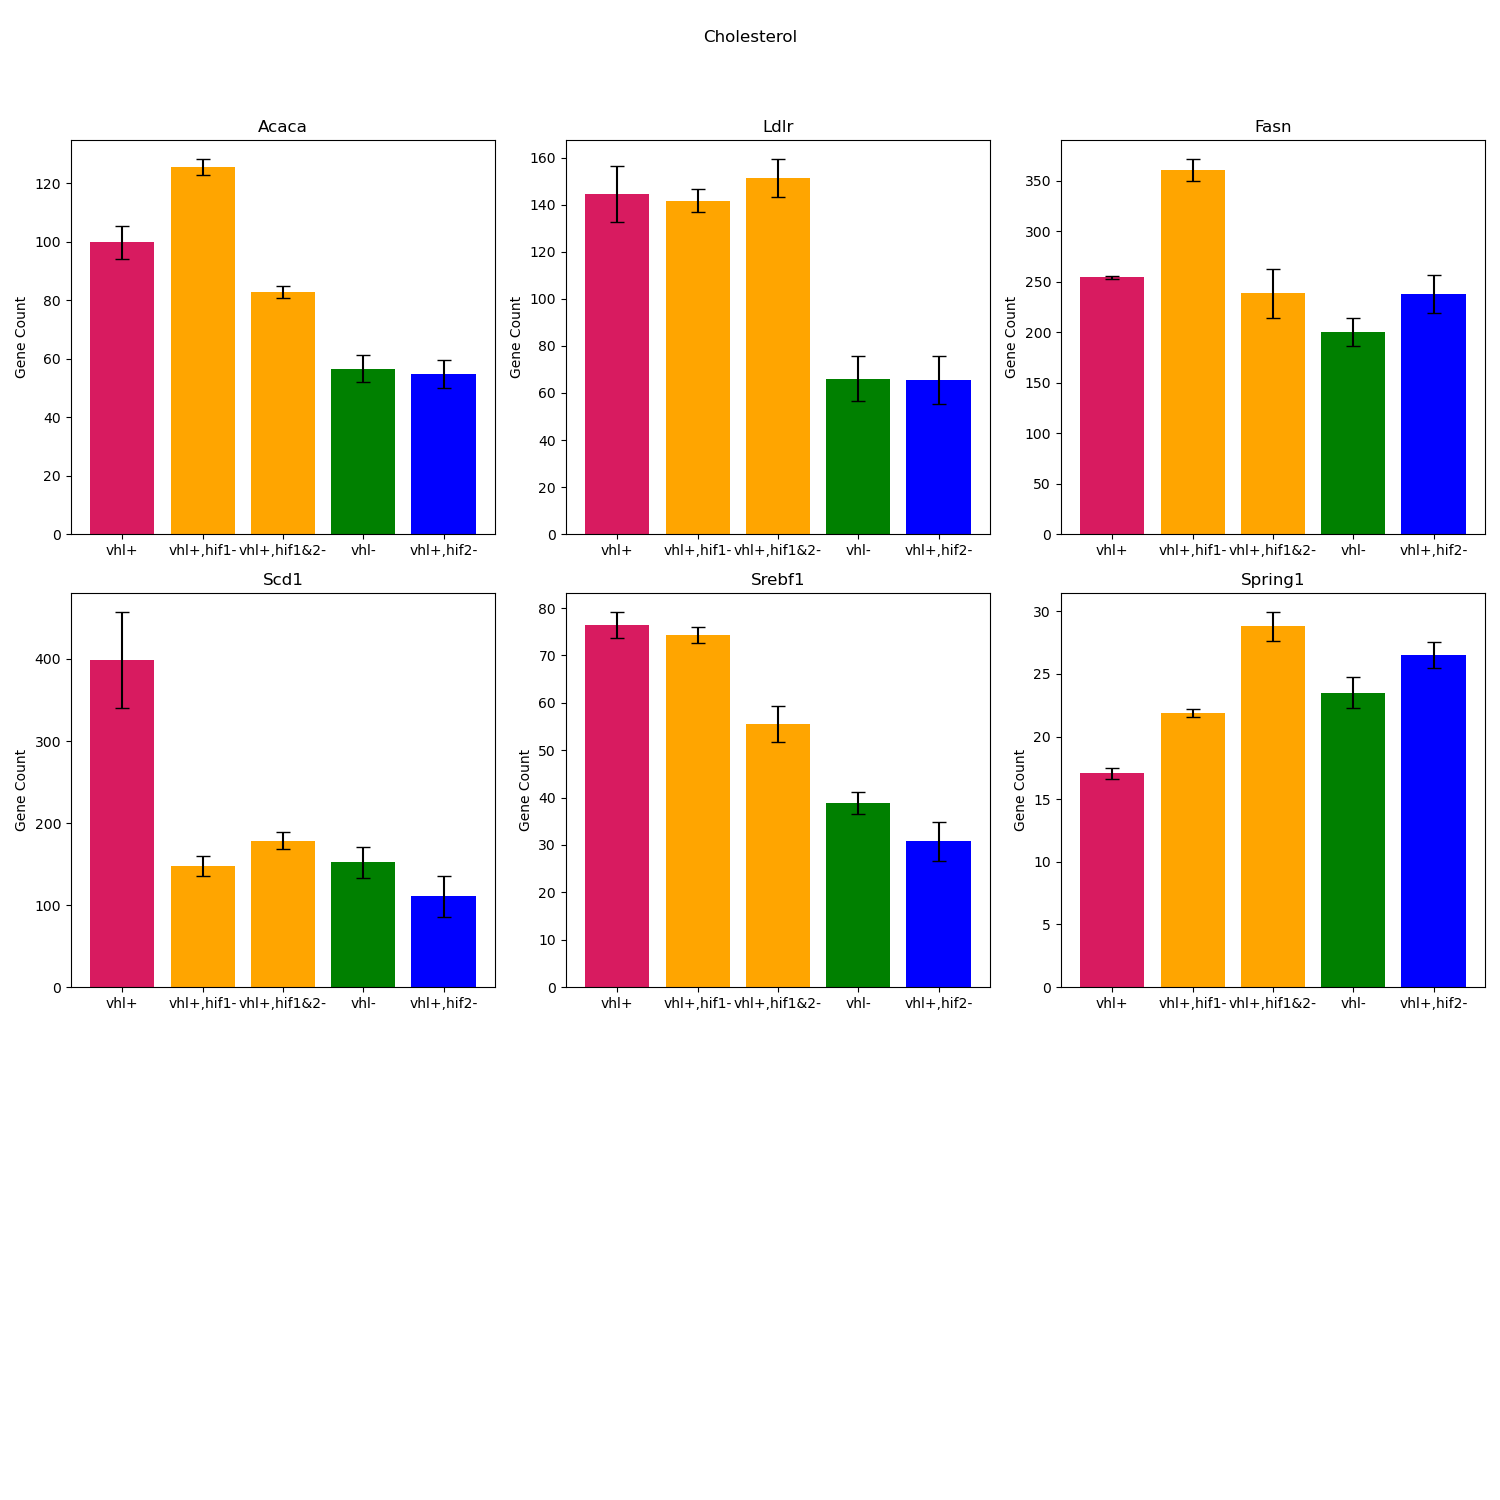 Cholesterol
Acaca
Gene Count
120
100
80
60
40
20
0
vhl+ vhl+,hif1- vhl+,hif1&2- vhl- vhl+,hif2-
Ldlr
Gene Count
160
140
120
100
80
60
40
20
0
vhl+ vhl+,hif1- vhl+,hif1&2- vhl- vhl+,hif2-
Fasn
Gene Count
350
300
250
200
150
100
50
0
vhl+ vhl+,hif1- vhl+,hif1&2- vhl- vhl+,hif2-
Scd1
Gene Count
400
300
200
100
0
vhl+ vhl+,hif1- vhl+,hif1&2- vhl- vhl+,hif2-
Srebf1
Gene Count
80
70
60
50
40
30
20
10
0
vhl+ vhl+,hif1- vhl+,hif1&2- vhl- vhl+,hif2-
Spring1
Gene Count
30
25
20
15
10
5
0
vhl+ vhl+,hif1- vhl+,hif1&2- vhl- vhl+,hif2-